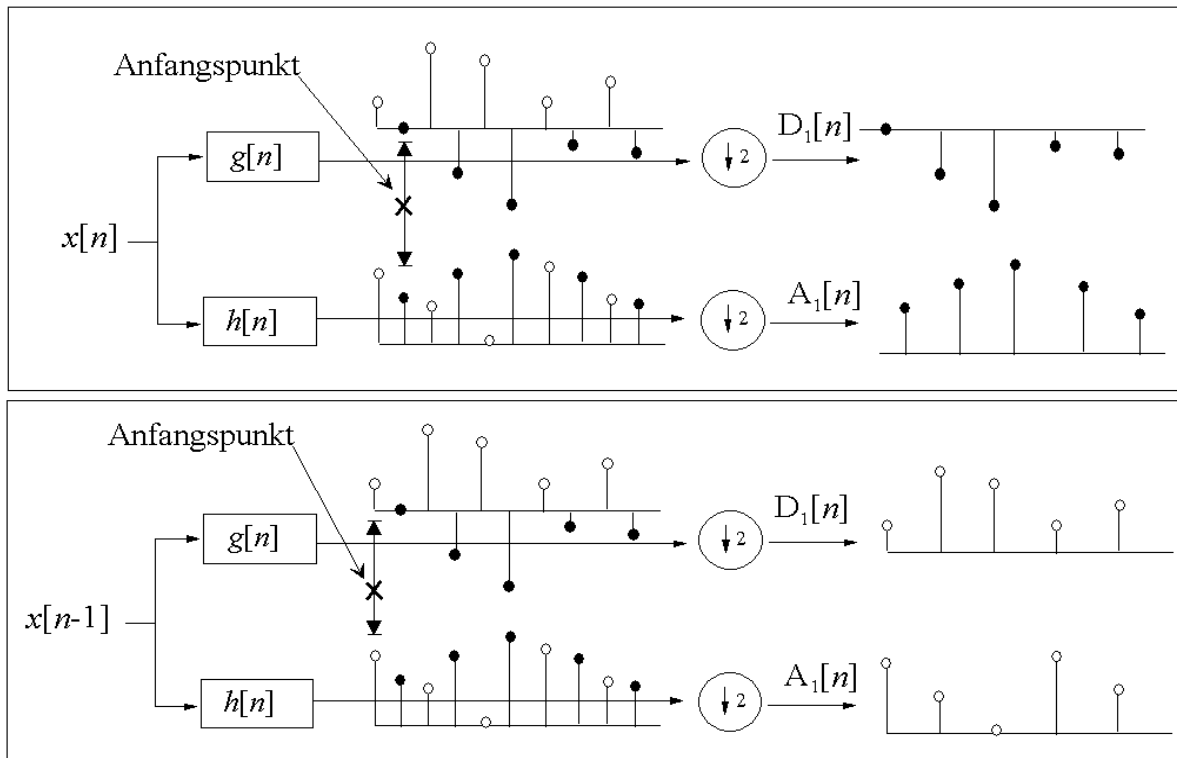 Anfangspunkt
g[n]
↓ 2
D₁[n]
x[n]
h[n]
↓ 2
A₁[n]
Anfangspunkt
g[n]
↓ 2
D₁[n]
x[n-1]
h[n]
↓ 2
A₁[n]